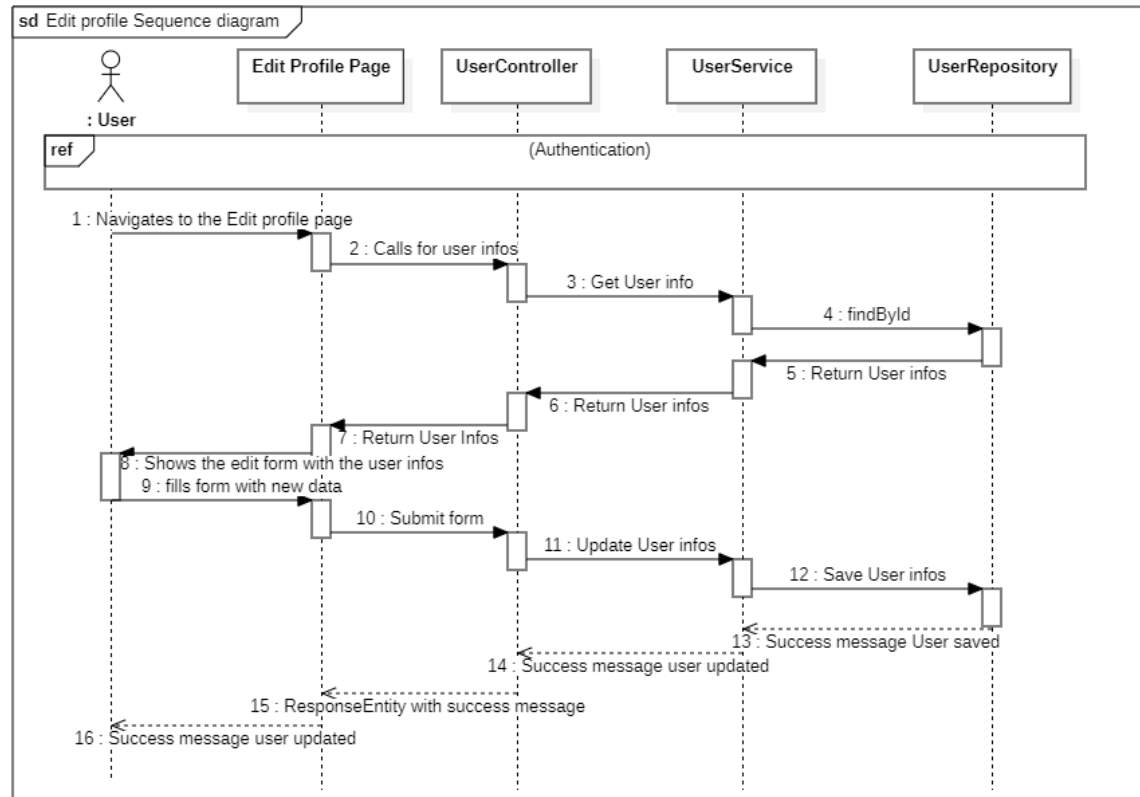 sd Edit profile Sequence diagram
Edit Profile Page
UserController
UserService
UserRepository
: User
ref
(Authentication)
1 : Navigates to the Edit profile page
2 : Calls for user infos
3 : Get User info
4 : findById
5 : Return User infos
6 : Return User infos
7 : Return User Infos
8 : Shows the edit form with the user infos
9 : fills form with new data
10 : Submit form
11 : Update User infos
12 : Save User infos
13 : Success message User saved
14 : Success message user updated
15 : ResponseEntity with success message
16 : Success message user updated